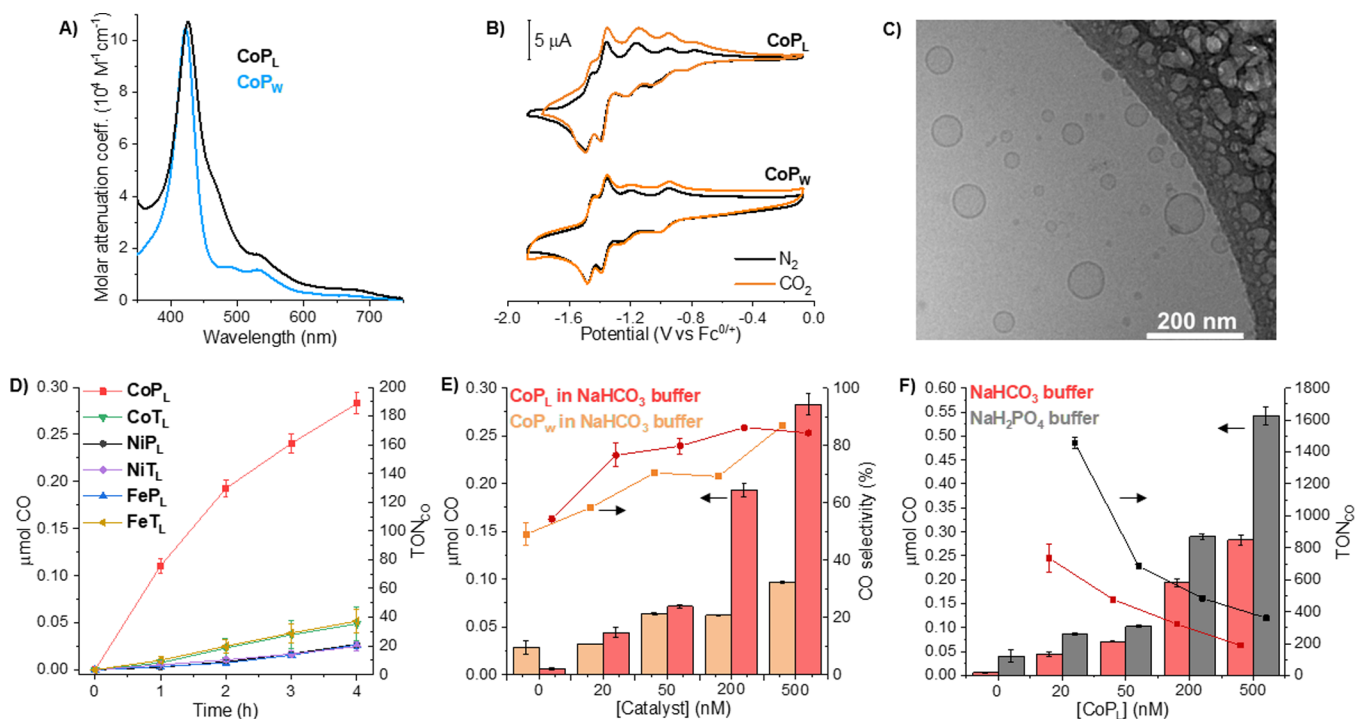 A)
CoP_L
CoP_W
Molar attenuation coeff. (10⁴ M⁻¹cm⁻¹)
10
8
6
4
2
0
400 500 600 700
Wavelength (nm)
B)
5 μA
CoP_L
CoP_W
N₂
CO₂
-2.0 -1.6 -1.2 -0.8 -0.4 0.0
Potential (V vs Fc⁰/⁺)
C)
200 nm
D)
CoP_L
CoT_L
NiP_L
NiT_L
FeP_L
FeT_L
μmol CO
0.30
0.25
0.20
0.15
0.10
0.05
0.00
0 1 2 3 4
Time (h)
200
180
160
140
120
100
80
60
40
20
0
TON_CO
E)
CoP_L in NaHCO₃ buffer
CoP_W in NaHCO₃ buffer
μmol CO
0.30
0.25
0.20
0.15
0.10
0.05
0.00
0 20 50 200 500
[Catalyst] (nM)
100
80
60
40
20
0
CO selectivity (%)
F)
NaHCO₃ buffer
NaH₂PO₄ buffer
μmol CO
0.60
0.55
0.50
0.45
0.40
0.35
0.30
0.25
0.20
0.15
0.10
0.05
0.00
0 20 50 200 500
[CoP_L] (nM)
1800
1600
1400
1200
1000
800
600
400
200
0
TON_CO